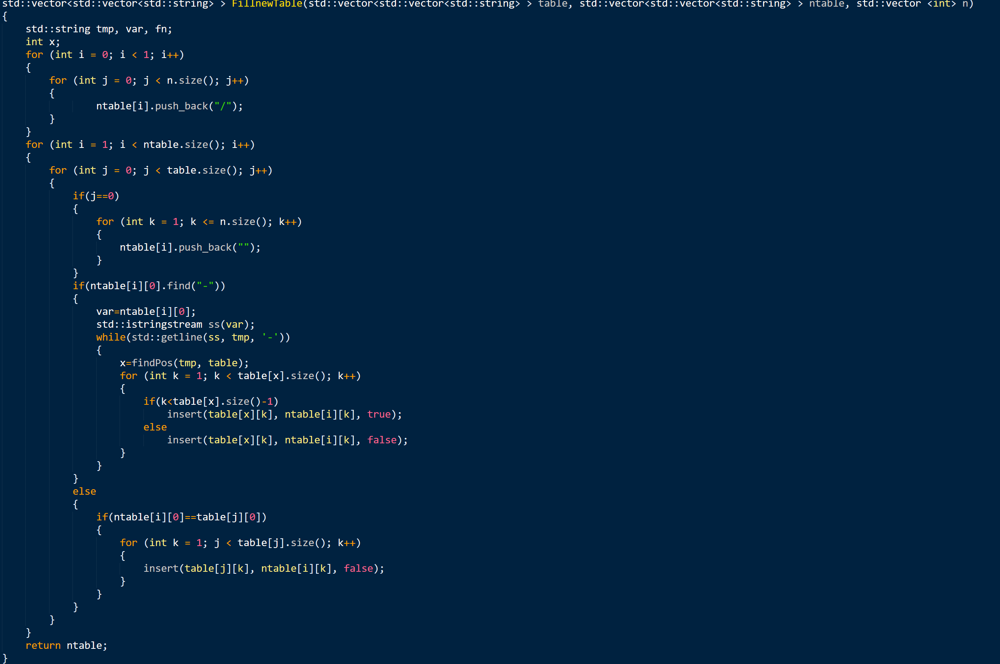 std::vector<std::vector<std::string> > FillnewTable(std::vector<std::vector<std::string> > table, std::vector<std::vector<std::string> > ntable, std::vector <int> n)
{
    std::string tmp, var, fn;
    int x;
    for (int i = 0; i < 1; i++)
    {
        for (int j = 0; j < n.size(); j++)
        {
                ntable[i].push_back("/");
        }
    }
    for (int i = 1; i < ntable.size(); i++)
    {
        for (int j = 0; j < table.size(); j++)
        {
            if(j==0)
            {
                for (int k = 1; k <= n.size(); k++)
                {
                    ntable[i].push_back("");
                }
            }
            if(ntable[i][0].find("-"))
            {
                var=ntable[i][0];
                std::istringstream ss(var);
                while(std::getline(ss, tmp, '-'))
                {
                    x=findPos(tmp, table);
                    for (int k = 1; k < table[x].size(); k++)
                    {
                        if(k<table[x].size()-1)
                            insert(table[x][k], ntable[i][k], true);
                        else
                            insert(table[x][k], ntable[i][k], false);
                    }
                }
            }
            else
            {
                if(ntable[i][0]==table[j][0])
                {
                    for (int k = 1; j < table[j].size(); k++)
                    {
                        insert(table[j][k], ntable[i][k], false);
                    }
                }
            }
        }
    }
    return ntable;
}